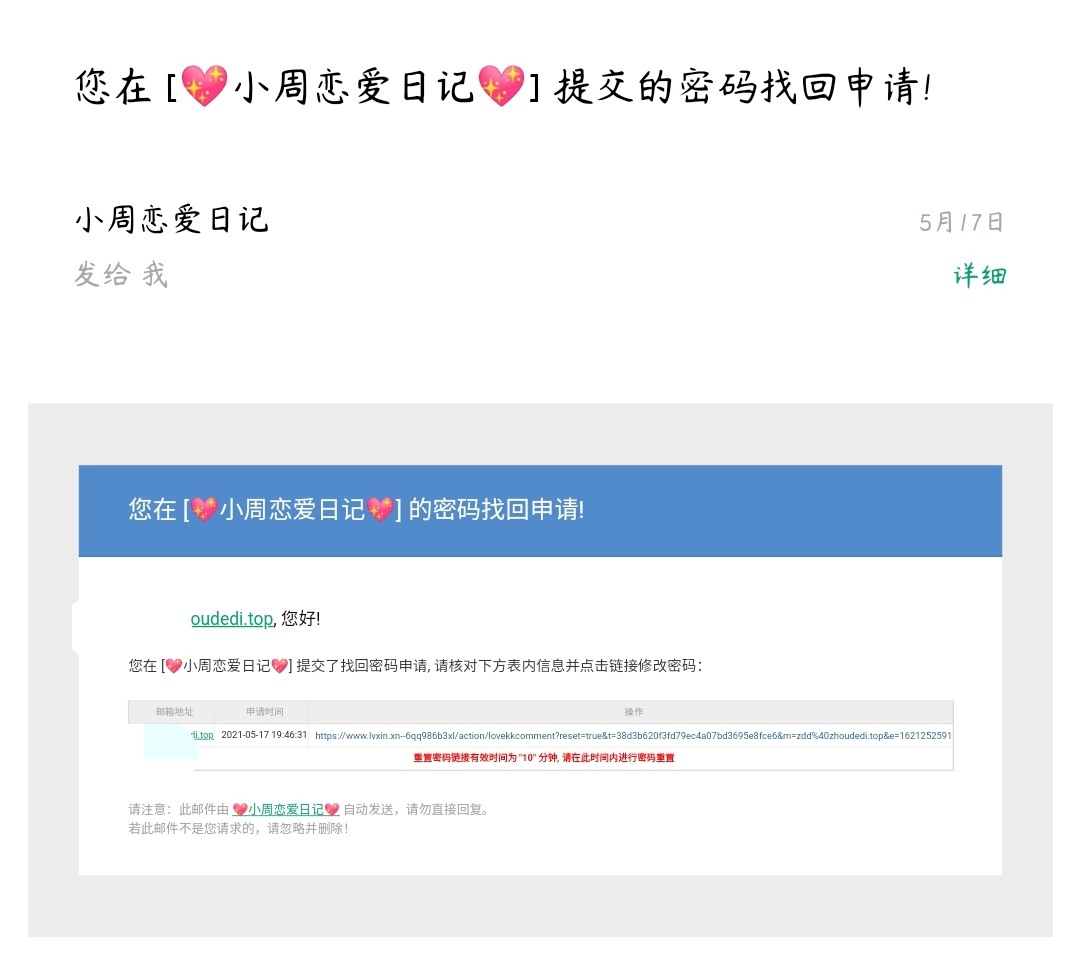 您在 [💖小周恋爱日记💖] 提交的密码找回申请!
小周恋爱日记
5月17日
发给 我
详细
您在 [💖小周恋爱日记💖] 的密码找回申请!
oudedi.top, 您好!
您在 [💖小周恋爱日记💖] 提交了找回密码申请, 请核对下方表内信息并点击链接修改密码:
邮箱地址 申请时间 操作
di.top 2021-05-17 19:46:31 https://www.lvxin.xn--6qq986b3xl/action/lovekkcomment?reset=true&t=38d3b620f3fd79ec4a07bd3695e8fce6&m=zdd%40zhoudedi.top&e=1621252591
重置密码链接有效时间为 "10" 分钟, 请在此时间内进行密码重置
请注意：此邮件由 💖小周恋爱日记💖 自动发送，请勿直接回复。
若此邮件不是您请求的，请忽略并删除！